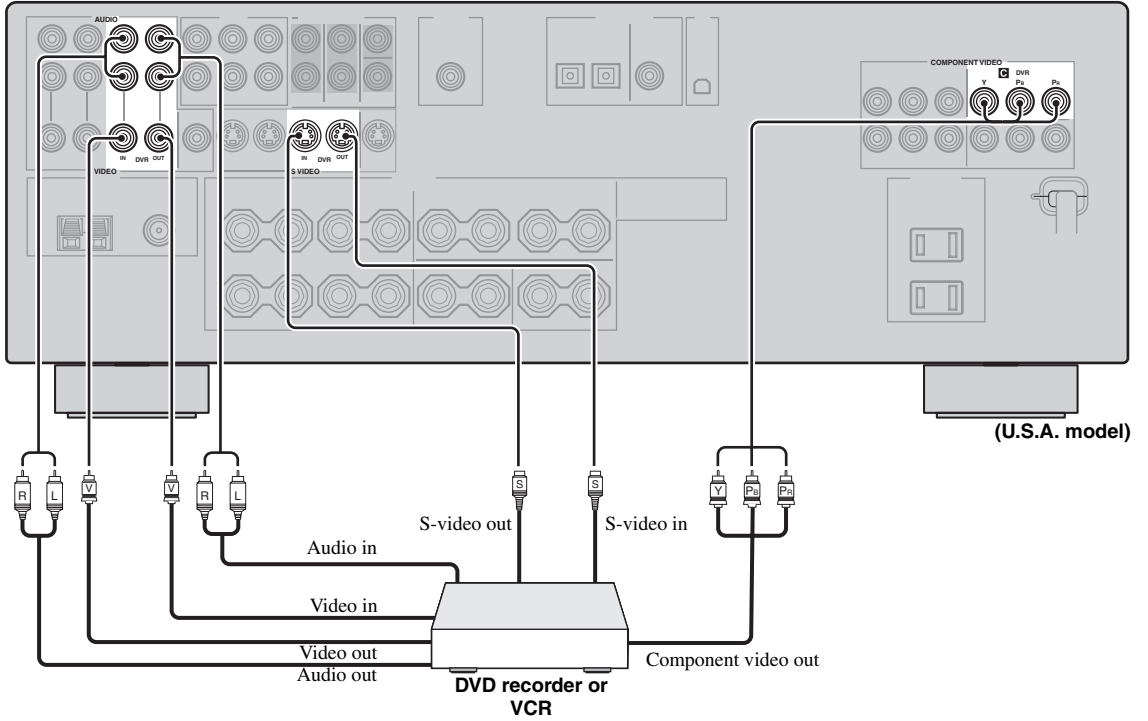 AUDIO
COMPONENT VIDEO
C DVR
Y PB PR
IN DVR OUT
VIDEO
IN DVR OUT
S VIDEO
(U.S.A. model)
R L V V R L S S Y PB PR
S-video out
S-video in
Audio in
Video in
Video out
Audio out
Component video out
DVD recorder or
VCR